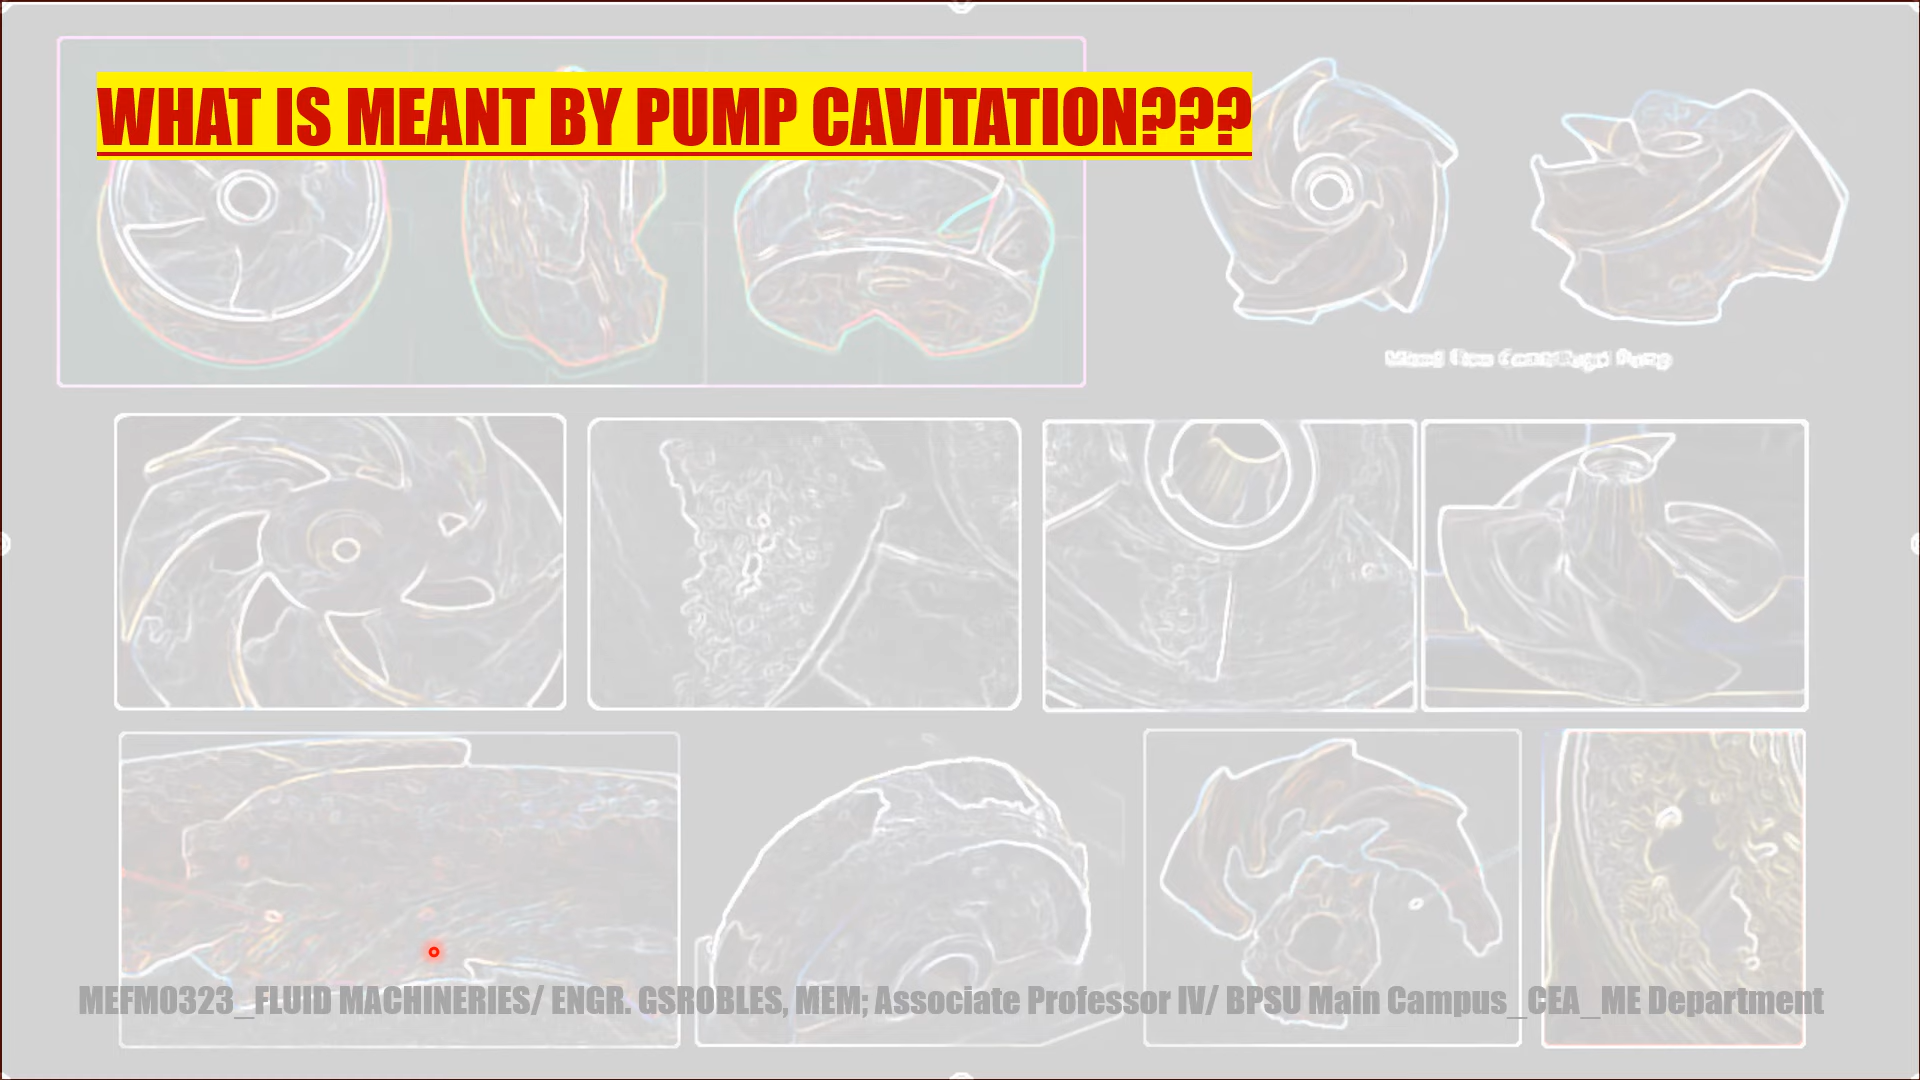 WHAT IS MEANT BY PUMP CAVITATION???
MEFM0323_FLUID MACHINERIES/ ENGR. GSROBLES, MEM; Associate Professor IV/ BPSU Main Campus_CEA_ME Department